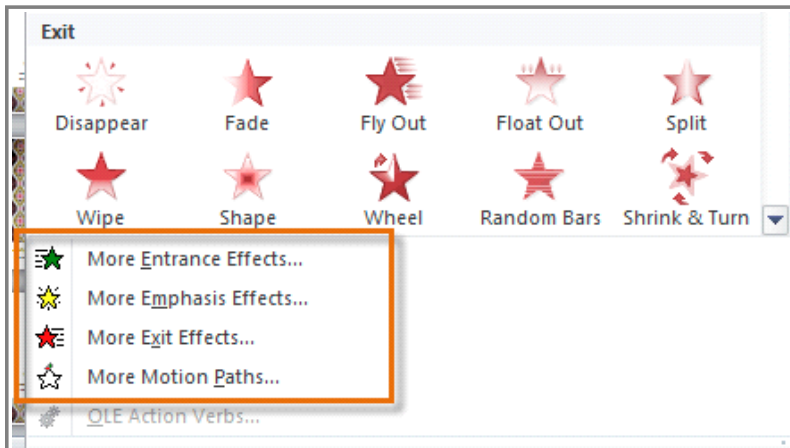 Exit
Disappear Fade Fly Out Float Out Split
Wipe Shape Wheel Random Bars Shrink & Turn
More Entrance Effects...
More Emphasis Effects...
More Exit Effects...
More Motion Paths...
OLE Action Verbs...